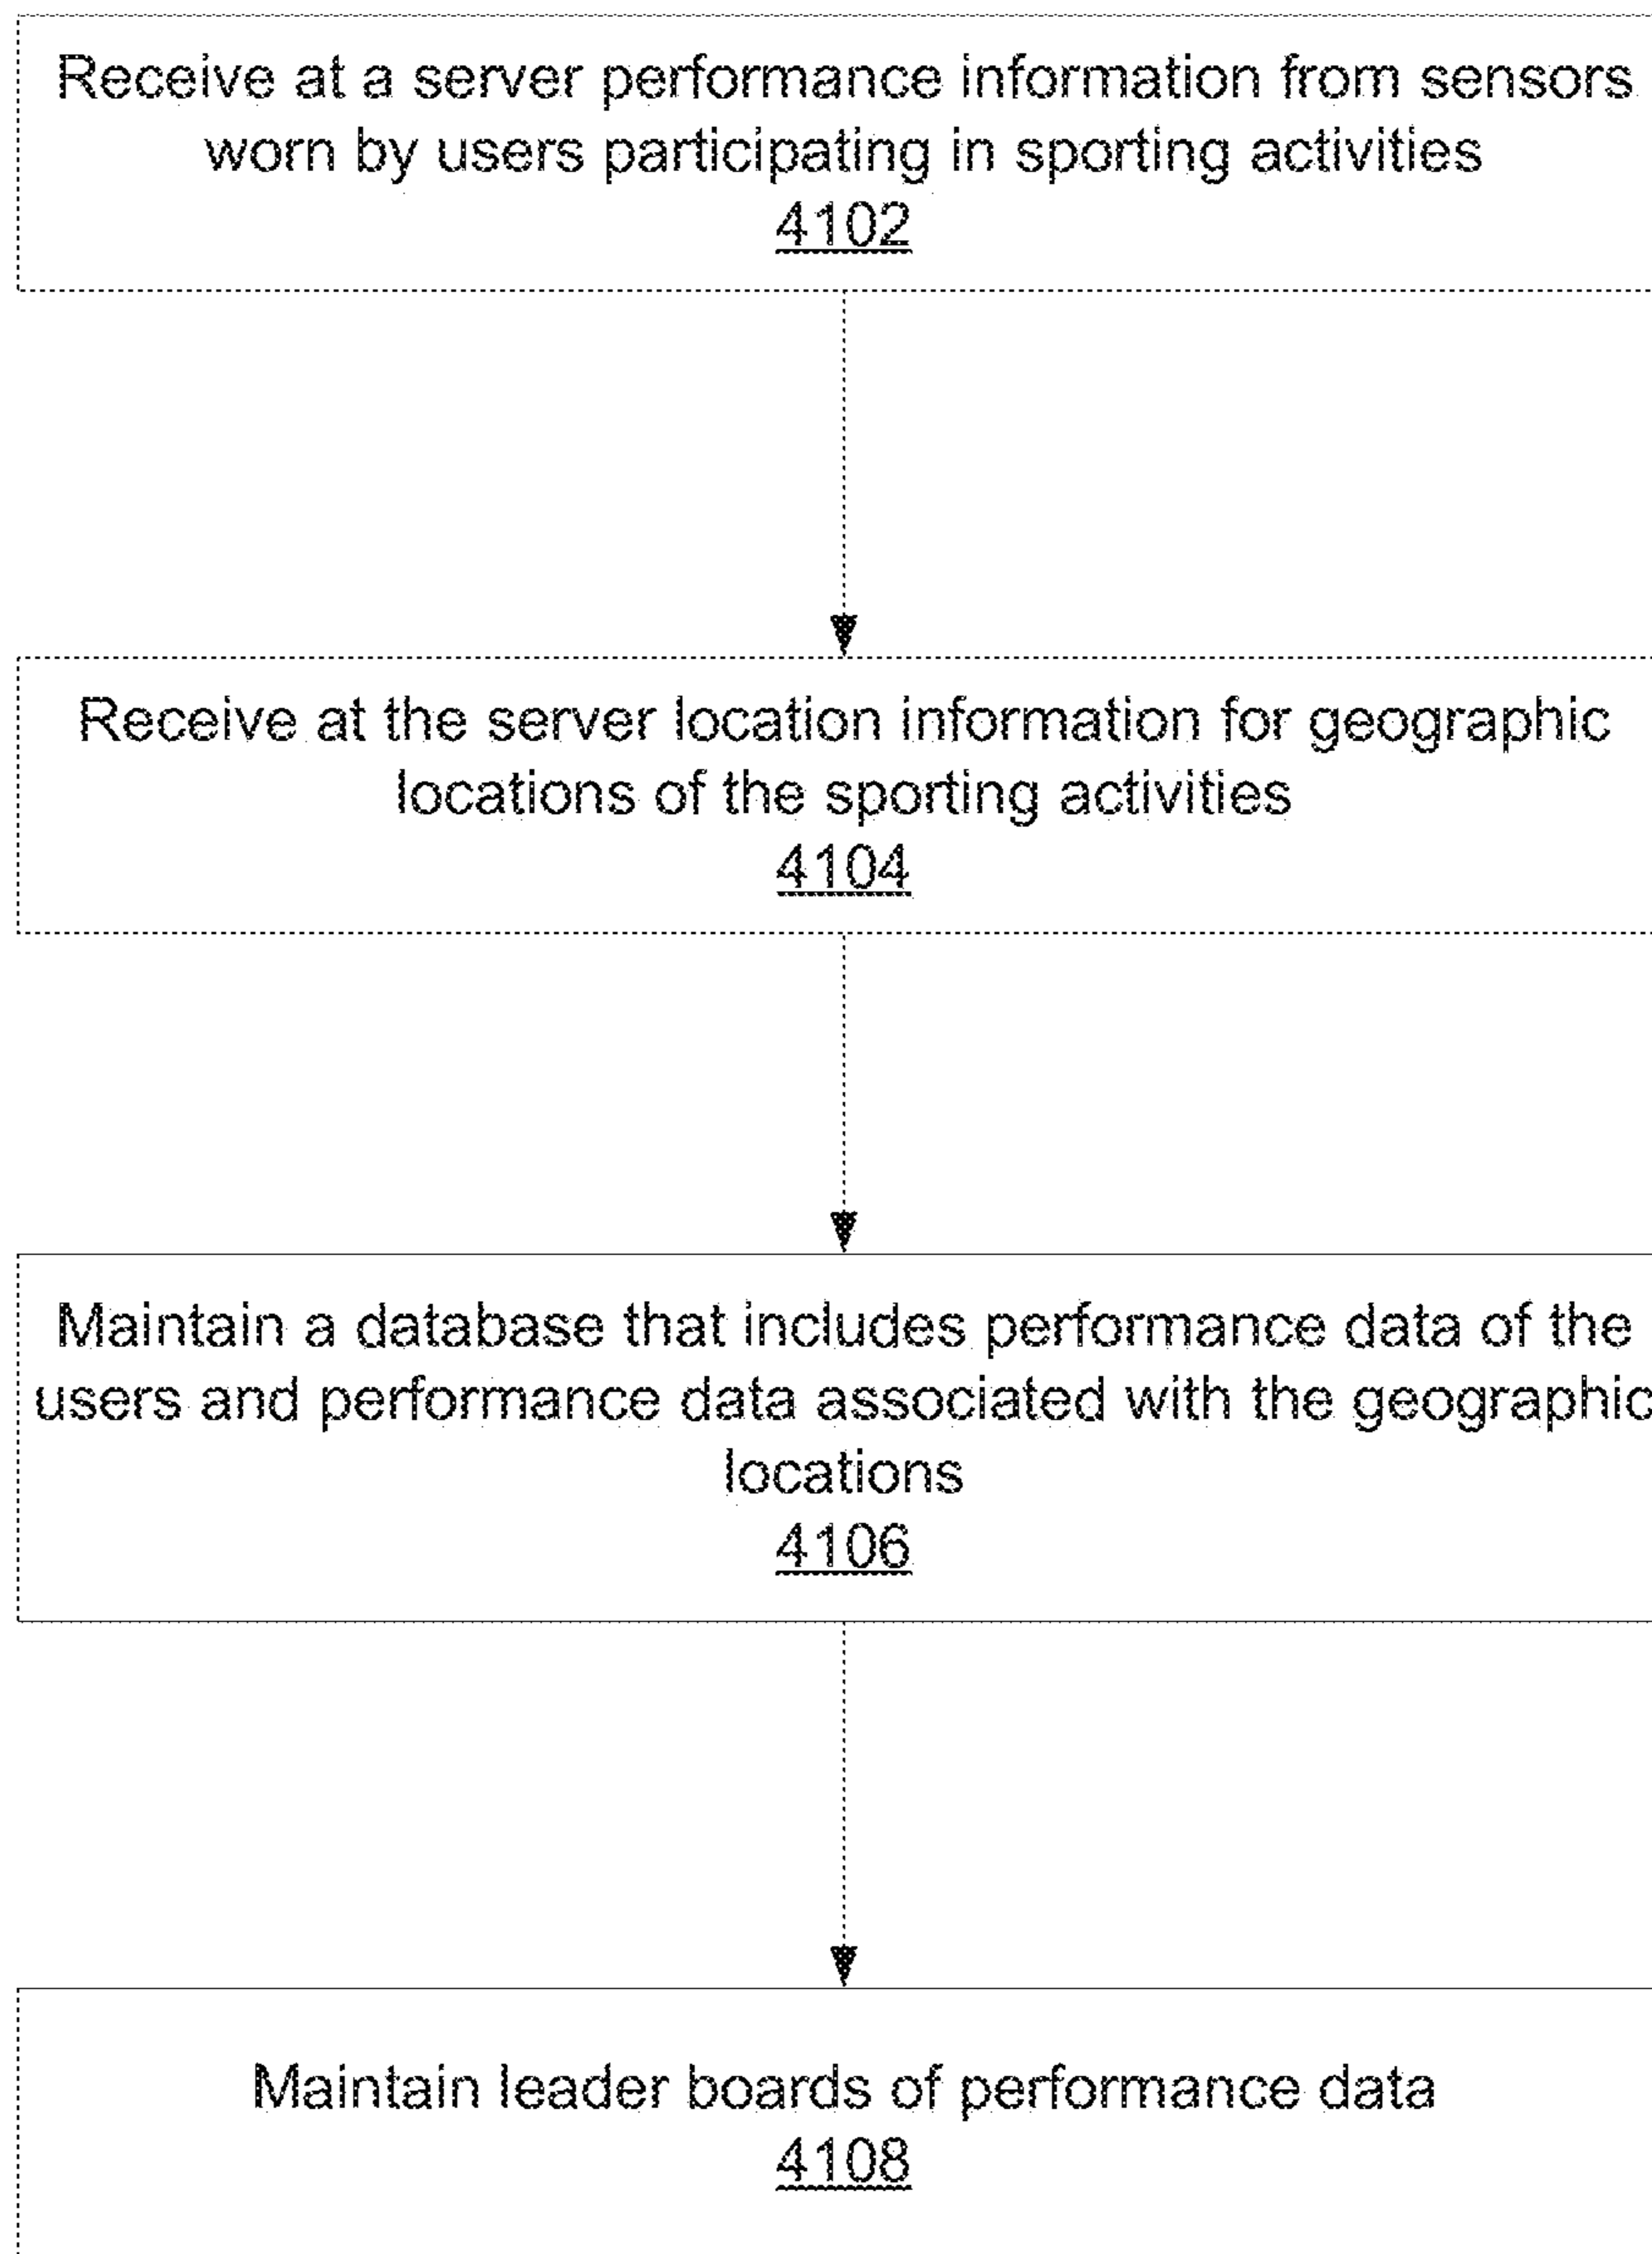 Receive at a server performance information from sensors
worn by users participating in sporting activities
4102
Receive at the server location information for geographic
locations of the sporting activities
4104
Maintain a database that includes performance data of the
users and performance data associated with the geographic
locations
4106
Maintain leader boards of performance data
4108